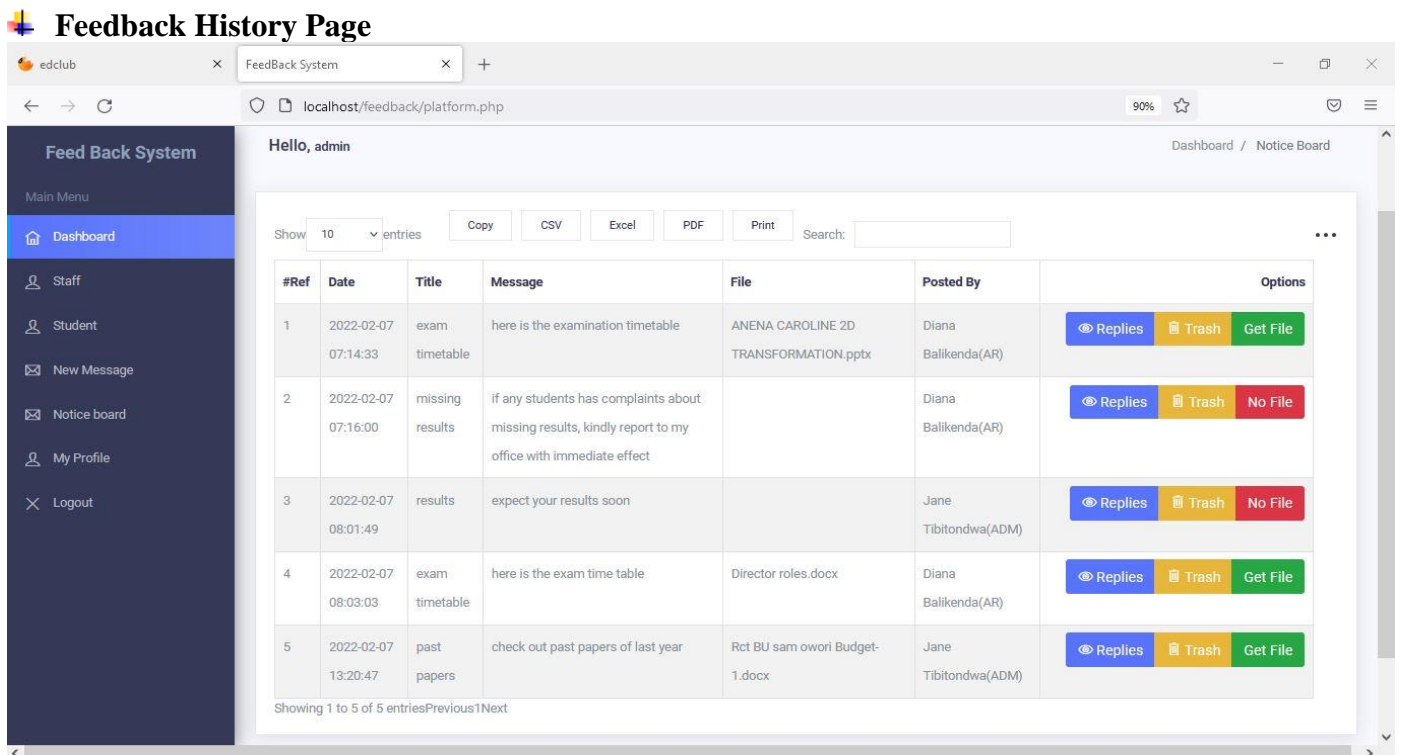 Feedback History Page
edclub
FeedBack System
localhost/feedback/platform.php
90%
Feed Back System
Main Menu
Dashboard
Staff
Student
New Message
Notice board
My Profile
Logout
Hello, admin
Dashboard / Notice Board
Show 10 entries Copy CSV Excel PDF Print Search:
#Ref Date Title Message File Posted By Options
1 2022-02-07 exam here is the examination timetable ANENA CAROLINE 2D Diana Replies Trash Get File
07:14:33 timetable TRANSFORMATION.pptx Balikenda(AR)
2 2022-02-07 missing if any students has complaints about Diana Replies Trash No File
07:16:00 results missing results, kindly report to my Balikenda(AR)
office with immediate effect
3 2022-02-07 results expect your results soon Jane Replies Trash No File
08:01:49 Tibitondwa(ADM)
4 2022-02-07 exam here is the exam time table Director roles.docx Diana Replies Trash Get File
08:03:03 timetable Balikenda(AR)
5 2022-02-07 past check out past papers of last year Rct BU sam owori Budget- Jane Replies Trash Get File
13:20:47 papers 1.docx Tibitondwa(ADM)
Showing 1 to 5 of 5 entriesPrevious1Next